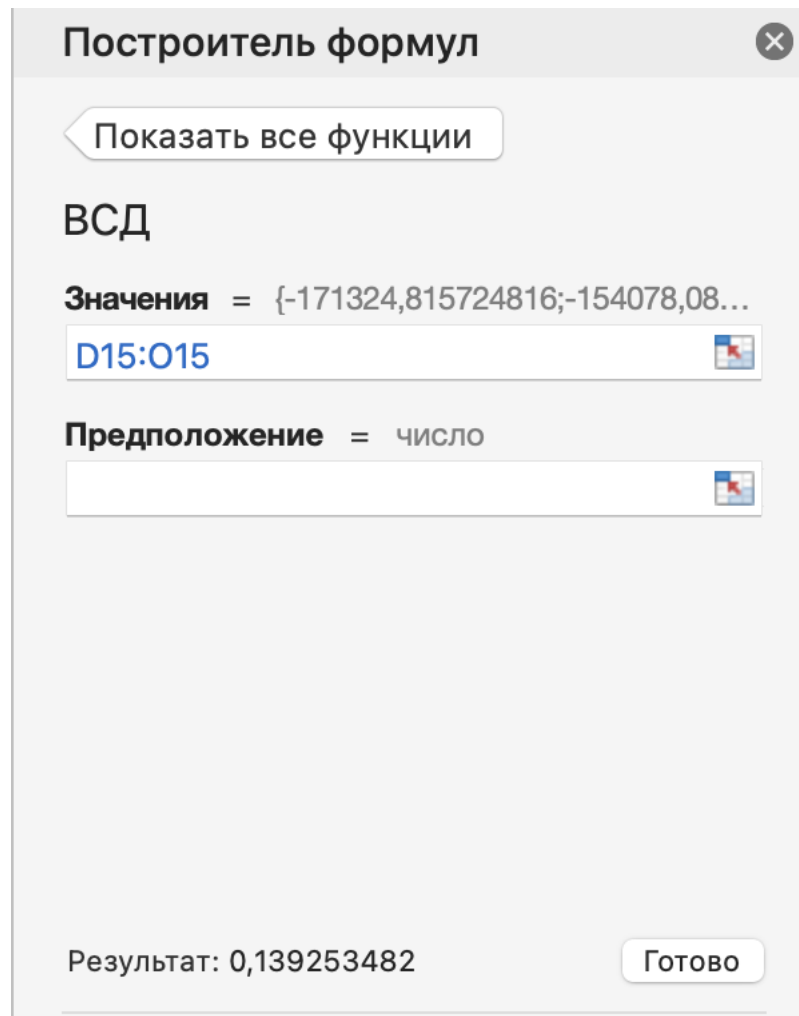 Построитель формул
Показать все функции
ВСД
Значения = {-171324,815724816;-154078,08...
D15:O15
Предположение = число
Результат: 0,139253482
Готово